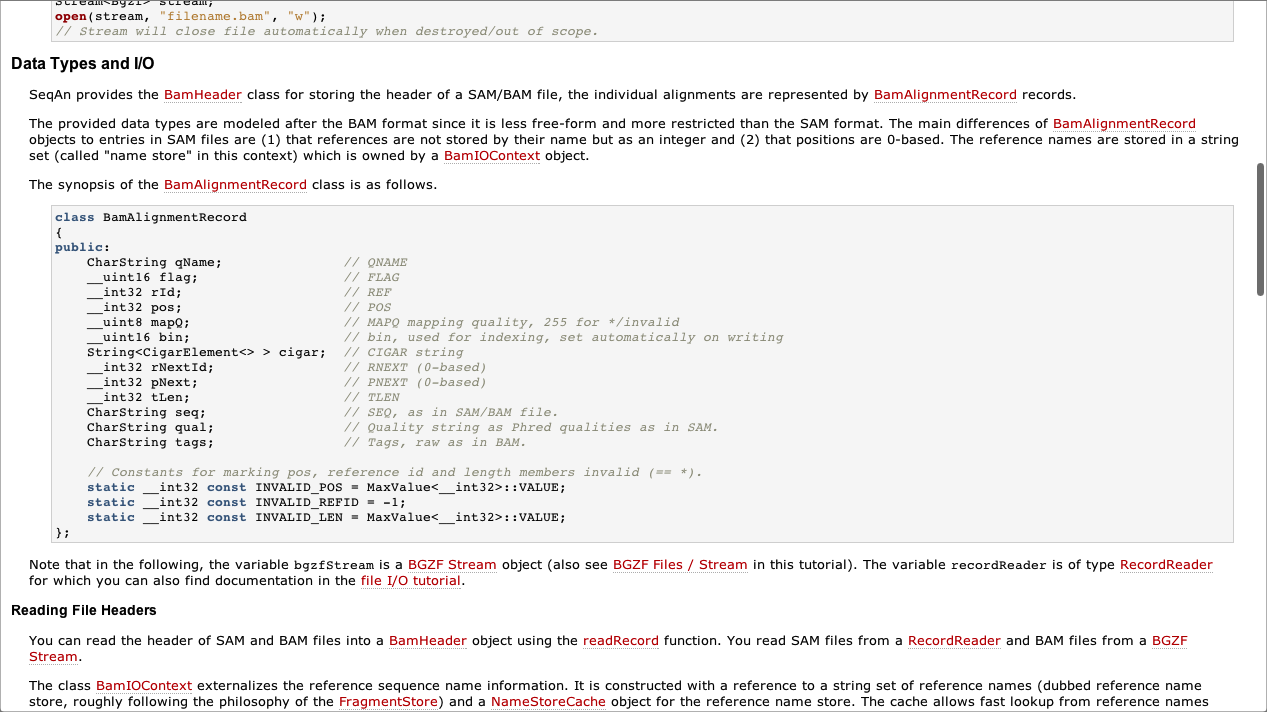 Stream<Bgzf> stream;
open(stream, "filename.bam", "w");
// Stream will close file automatically when destroyed/out of scope.
Data Types and I/O
SeqAn provides the BamHeader class for storing the header of a SAM/BAM file, the individual alignments are represented by BamAlignmentRecord records.
The provided data types are modeled after the BAM format since it is less free-form and more restricted than the SAM format. The main differences of BamAlignmentRecord
objects to entries in SAM files are (1) that references are not stored by their name but as an integer and (2) that positions are 0-based. The reference names are stored in a string
set (called "name store" in this context) which is owned by a BamIOContext object.
The synopsis of the BamAlignmentRecord class is as follows.
class BamAlignmentRecord
{
public:
    CharString qName;               // QNAME
    __uint16 flag;                  // FLAG
    __int32 rId;                    // REF
    __int32 pos;                    // POS
    __uint8 mapQ;                   // MAPQ mapping quality, 255 for */invalid
    __uint16 bin;                   // bin, used for indexing, set automatically on writing
    String<CigarElement<> > cigar;  // CIGAR string
    __int32 rNextId;                // RNEXT (0-based)
    __int32 pNext;                  // PNEXT (0-based)
    __int32 tLen;                   // TLEN
    CharString seq;                 // SEQ, as in SAM/BAM file.
    CharString qual;                // Quality string as Phred qualities as in SAM.
    CharString tags;                // Tags, raw as in BAM.
    // Constants for marking pos, reference id and length members invalid (== *).
    static __int32 const INVALID_POS = MaxValue<__int32>::VALUE;
    static __int32 const INVALID_REFID = -1;
    static __int32 const INVALID_LEN = MaxValue<__int32>::VALUE;
};
Note that in the following, the variable bgzfStream is a BGZF Stream object (also see BGZF Files / Stream in this tutorial). The variable recordReader is of type RecordReader
for which you can also find documentation in the file I/O tutorial.
Reading File Headers
You can read the header of SAM and BAM files into a BamHeader object using the readRecord function. You read SAM files from a RecordReader and BAM files from a BGZF
Stream.
The class BamIOContext externalizes the reference sequence name information. It is constructed with a reference to a string set of reference names (dubbed reference name
store, roughly following the philosophy of the FragmentStore) and a NameStoreCache object for the reference name store. The cache allows fast lookup from reference names